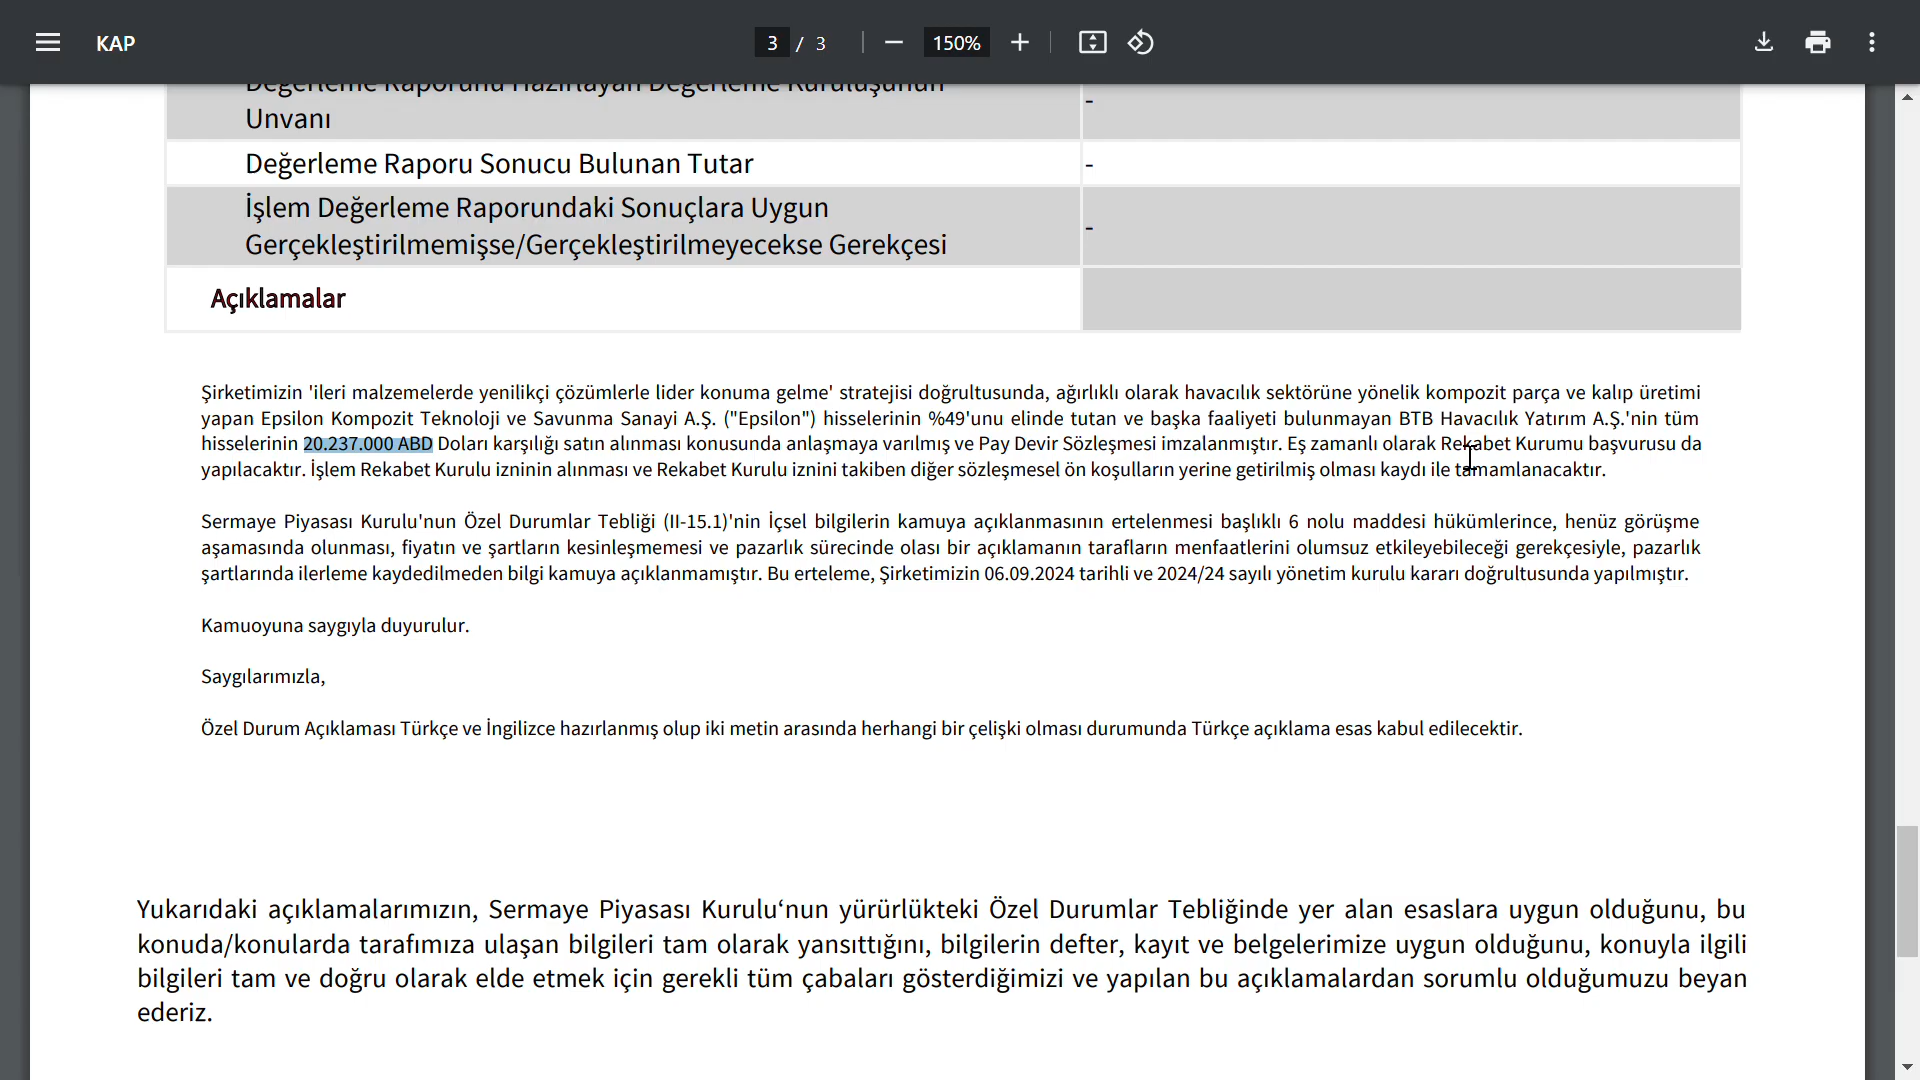 KAP
3 / 3
150%
Değerleme Raporunu Hazırlayan Değerleme Kuruluşunun
Unvanı
-
Değerleme Raporu Sonucu Bulunan Tutar
-
İşlem Değerleme Raporundaki Sonuçlara Uygun
Gerçekleştirilmemişse/Gerçekleştirilmeyecekse Gerekçesi
-
Açıklamalar
Şirketimizin 'ileri malzemelerde yenilikçi çözümlerle lider konuma gelme' stratejisi doğrultusunda, ağırlıklı olarak havacılık sektörüne yönelik kompozit parça ve kalıp üretimi
yapan Epsilon Kompozit Teknoloji ve Savunma Sanayi A.Ş. ("Epsilon") hisselerinin %49'unu elinde tutan ve başka faaliyeti bulunmayan BTB Havacılık Yatırım A.Ş.'nin tüm
hisselerinin 20.237.000 ABD Doları karşılığı satın alınması konusunda anlaşmaya varılmış ve Pay Devir Sözleşmesi imzalanmıştır. Eş zamanlı olarak Rekabet Kurumu başvurusu da
yapılacaktır. İşlem Rekabet Kurulu izninin alınması ve Rekabet Kurulu iznini takiben diğer sözleşmesel ön koşulların yerine getirilmiş olması kaydı ile tamamlanacaktır.
Sermaye Piyasası Kurulu'nun Özel Durumlar Tebliği (II-15.1)'nin İçsel bilgilerin kamuya açıklanmasının ertelenmesi başlıklı 6 nolu maddesi hükümlerince, henüz görüşme
aşamasında olunması, fiyatın ve şartların kesinleşmemesi ve pazarlık sürecinde olası bir açıklamanın tarafların menfaatlerini olumsuz etkileyebileceği gerekçesiyle, pazarlık
şartlarında ilerleme kaydedilmeden bilgi kamuya açıklanmamıştır. Bu erteleme, Şirketimizin 06.09.2024 tarihli ve 2024/24 sayılı yönetim kurulu kararı doğrultusunda yapılmıştır.
Kamuoyuna saygıyla duyurulur.
Saygılarımızla,
Özel Durum Açıklaması Türkçe ve İngilizce hazırlanmış olup iki metin arasında herhangi bir çelişki olması durumunda Türkçe açıklama esas kabul edilecektir.
Yukarıdaki açıklamalarımızın, Sermaye Piyasası Kurulu‘nun yürürlükteki Özel Durumlar Tebliğinde yer alan esaslara uygun olduğunu, bu
konuda/konularda tarafımıza ulaşan bilgileri tam olarak yansıttığını, bilgilerin defter, kayıt ve belgelerimize uygun olduğunu, konuyla ilgili
bilgileri tam ve doğru olarak elde etmek için gerekli tüm çabaları gösterdiğimizi ve yapılan bu açıklamalardan sorumlu olduğumuzu beyan
ederiz.